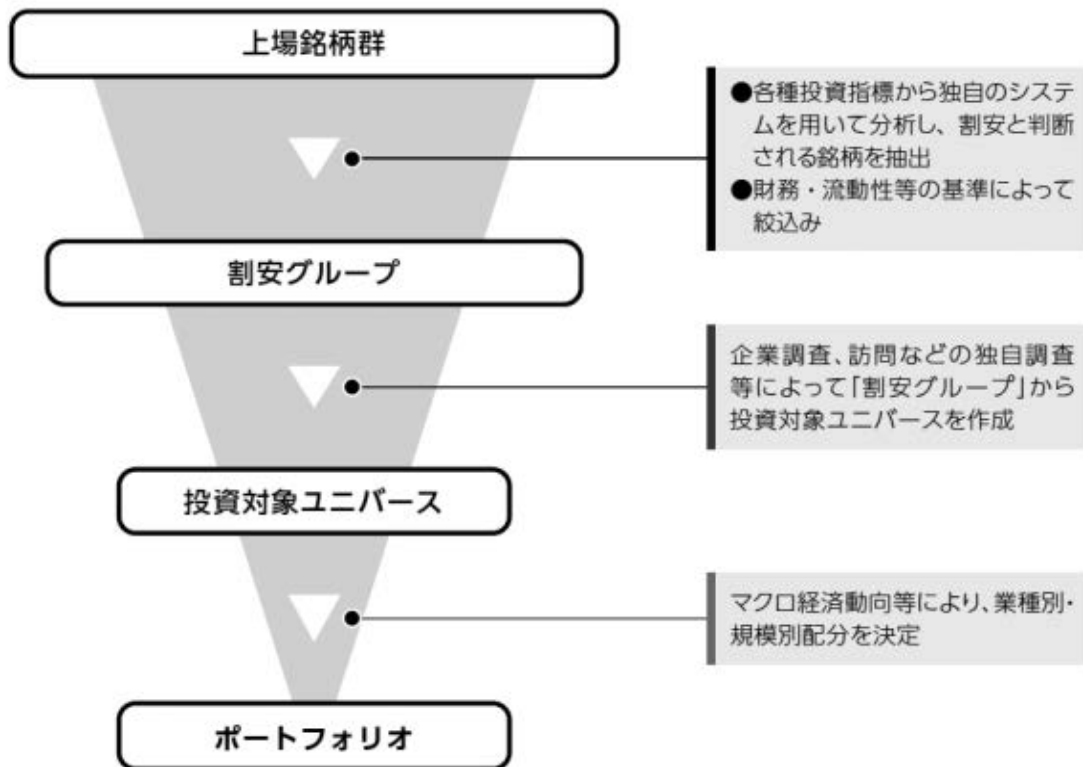 上場銘柄群
●各種投資指標から独自のシステ
ムを用いて分析し、割安と判断
される銘柄を抽出
●財務・流動性等の基準によって
絞込み
割安グループ
企業調査、訪問などの独自調査
等によって「割安グループ」から
投資対象ユニバースを作成
投資対象ユニバース
マクロ経済動向等により、業種別・
規模別配分を決定
ポートフォリオ